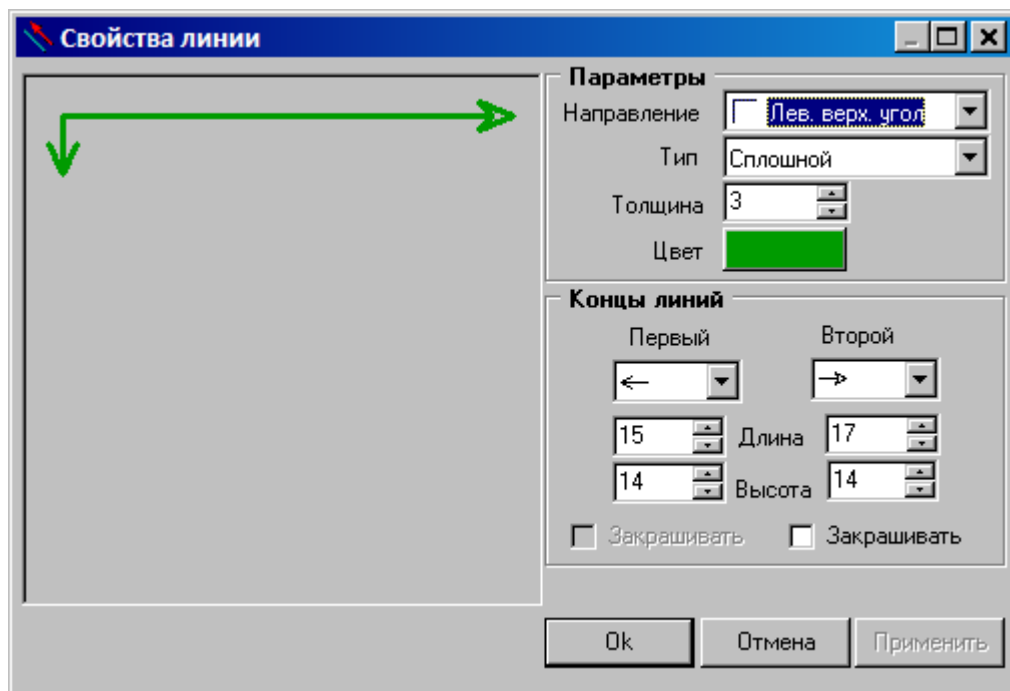 Свойства линии
Параметры
Направление Лев. верх. угол
Тип Сплошной
Толщина 3
Цвет
Концы линий
Первый Второй
15 Длина 17
14 Высота 14
Закрашивать Закрашивать
Ok Отмена Применить